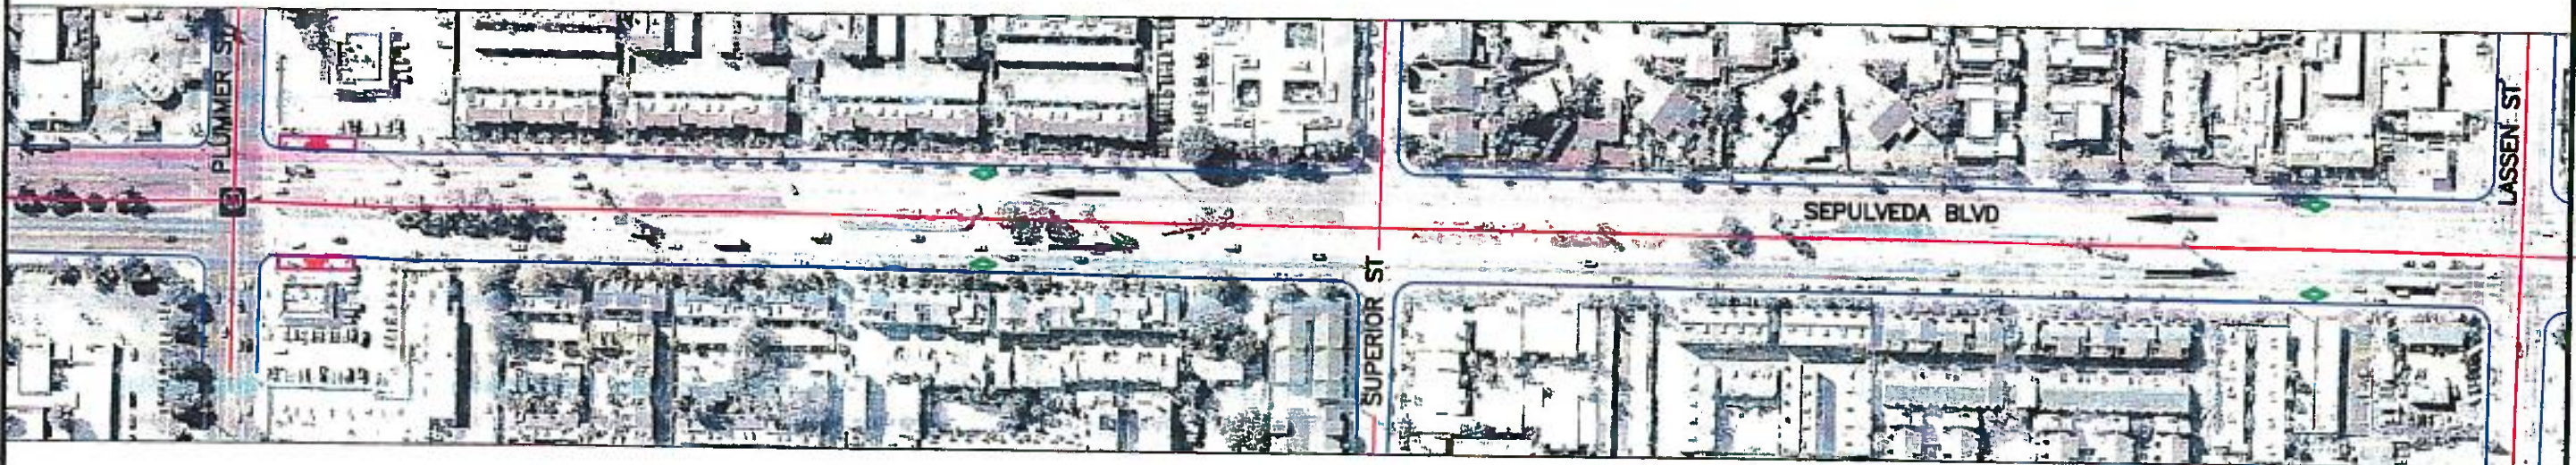 PLUMMER ST
SUPERIOR ST
SEPULVEDA BLVD
LASSEN ST